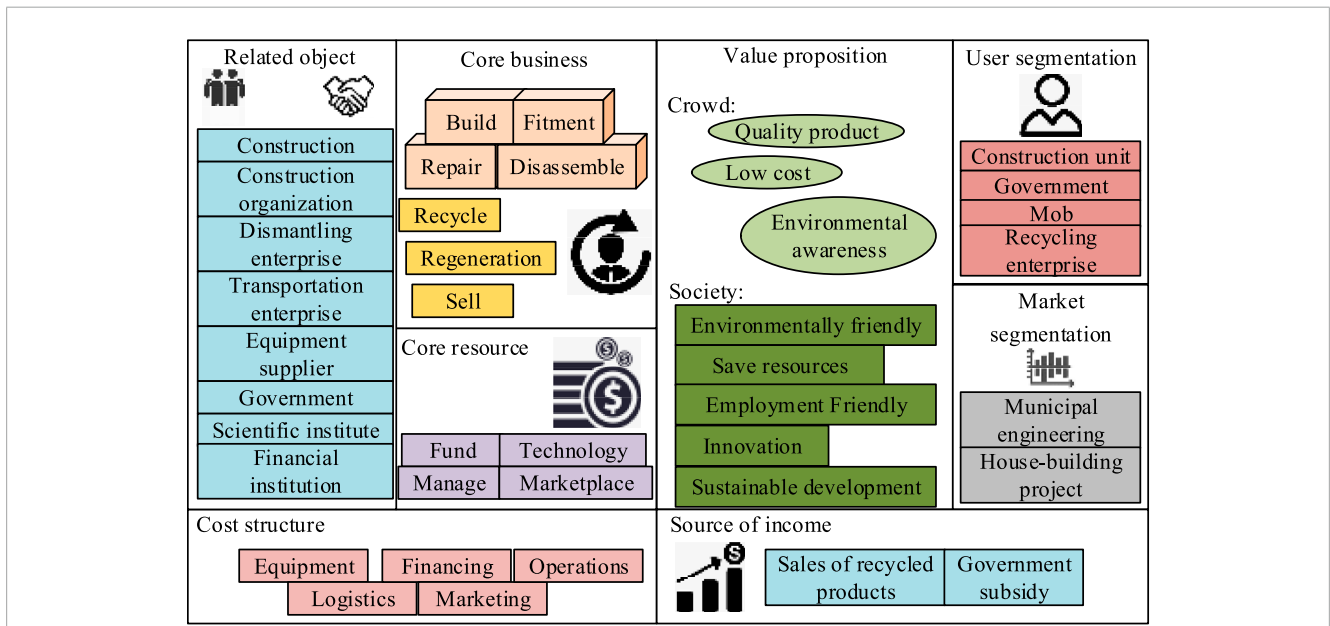 Related object
Construction
Construction
organization
Dismantling
enterprise
Transportation
enterprise
Equipment
supplier
Government
Scientific institute
Financial
institution
Core business
Build
Fitment
Repair
Disassemble
Recycle
Regeneration
Sell
Core resource
Fund
Technology
Manage
Marketplace
Value proposition
Crowd:
Quality product
Low cost
Environmental
awareness
Society:
Environmentally friendly
Save resources
Employment Friendly
Innovation
Sustainable development
User segmentation
Construction unit
Government
Mob
Recycling
enterprise
Market
segmentation
Municipal
engineering
House-building
project
Cost structure
Equipment
Financing
Operations
Logistics
Marketing
Source of income
Sales of recycled
products
Government
subsidy